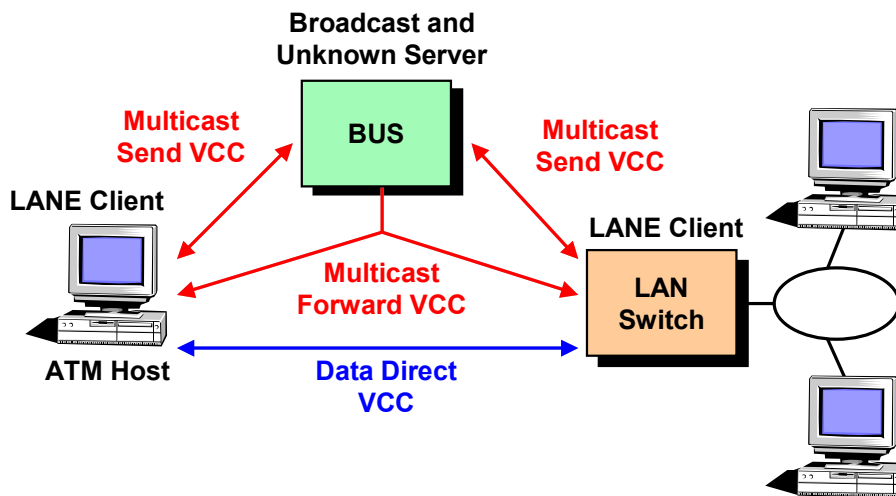 Broadcast and
Unknown Server
BUS
Multicast
Send VCC
Multicast
Send VCC
LANE Client
LANE Client
Multicast
Forward VCC
LAN
Switch
ATM Host
Data Direct
VCC